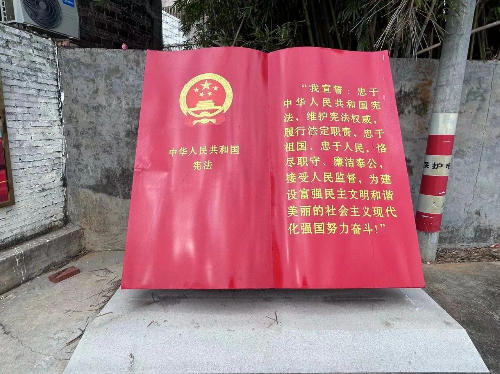 中华人民共和国
宪法
“我宣誓：忠于
中华人民共和国宪
法，维护宪法权威，
履行法定职责，忠于
祖国、忠于人民，恪
尽职守、廉洁奉公，
接受人民监督，为建
设富强民主文明和谐
美丽的社会主义现代
化强国努力奋斗！”